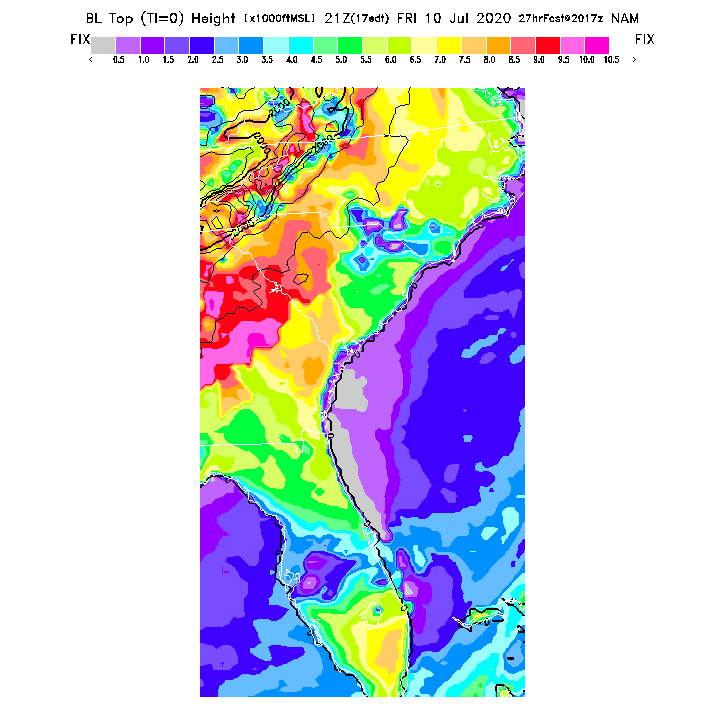 BL Top (TI=0) Height [x1000ftMSL] 21Z(17edt) FRI 10 Jul 2020 27hrFcst@2017z NAM
FIX FIX
< 0.5 1.0 1.5 2.0 2.5 3.0 3.5 4.0 4.5 5.0 5.5 6.0 6.5 7.0 7.5 8.0 8.5 9.0 9.5 10.0 10.5 >
2000
2000